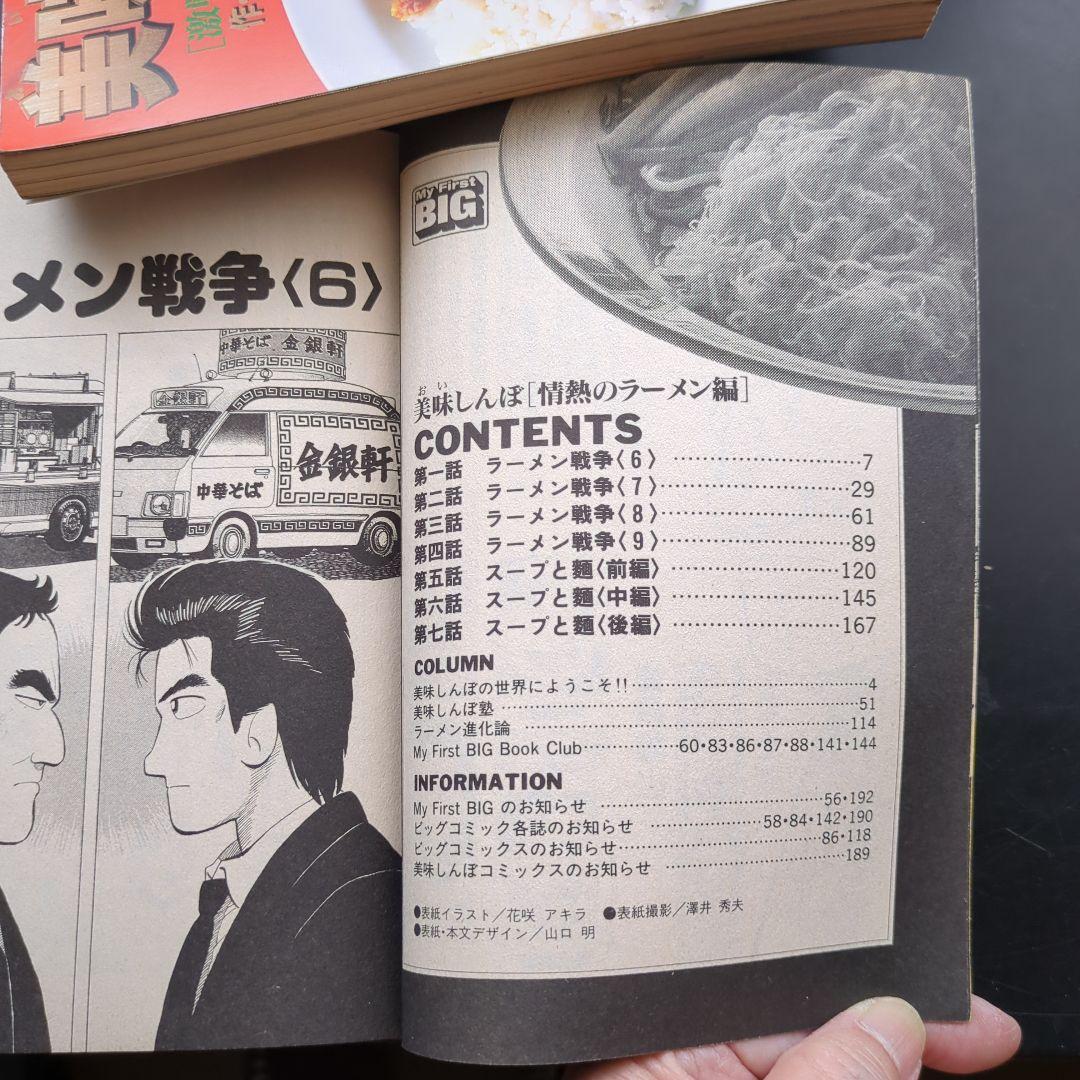 美味
[激
作
メン戦争〈6〉
中華そば 金銀軒
金銀軒
金銀軒
中華そば
My First
BIG
おい
美味しんぼ[情熱のラーメン編]
CONTENTS
第一話 ラーメン戦争〈6〉 ……………………7
第二話 ラーメン戦争〈7〉 ……………………29
第三話 ラーメン戦争〈8〉 ……………………61
第四話 ラーメン戦争〈9〉 ……………………89
第五話 スープと麵〈前編〉 ……………………120
第六話 スープと麵〈中編〉 ……………………145
第七話 スープと麵〈後編〉 ……………………167
COLUMN
美味しんぼの世界にようこそ!! ……………………4
美味しんぼ塾 ……………………51
ラーメン進化論 ……………………114
My First BIG Book Club ……………60・83・86・87・88・141・144
INFORMATION
My First BIG のお知らせ ……………………56・192
ビッグコミック各誌のお知らせ ……………58・84・142・190
ビッグコミックスのお知らせ ……………………86・118
美味しんぼコミックスのお知らせ ……………………189
●表紙イラスト／花咲 アキラ ●表紙撮影／澤井 秀夫
●表紙・本文デザイン／山口 明